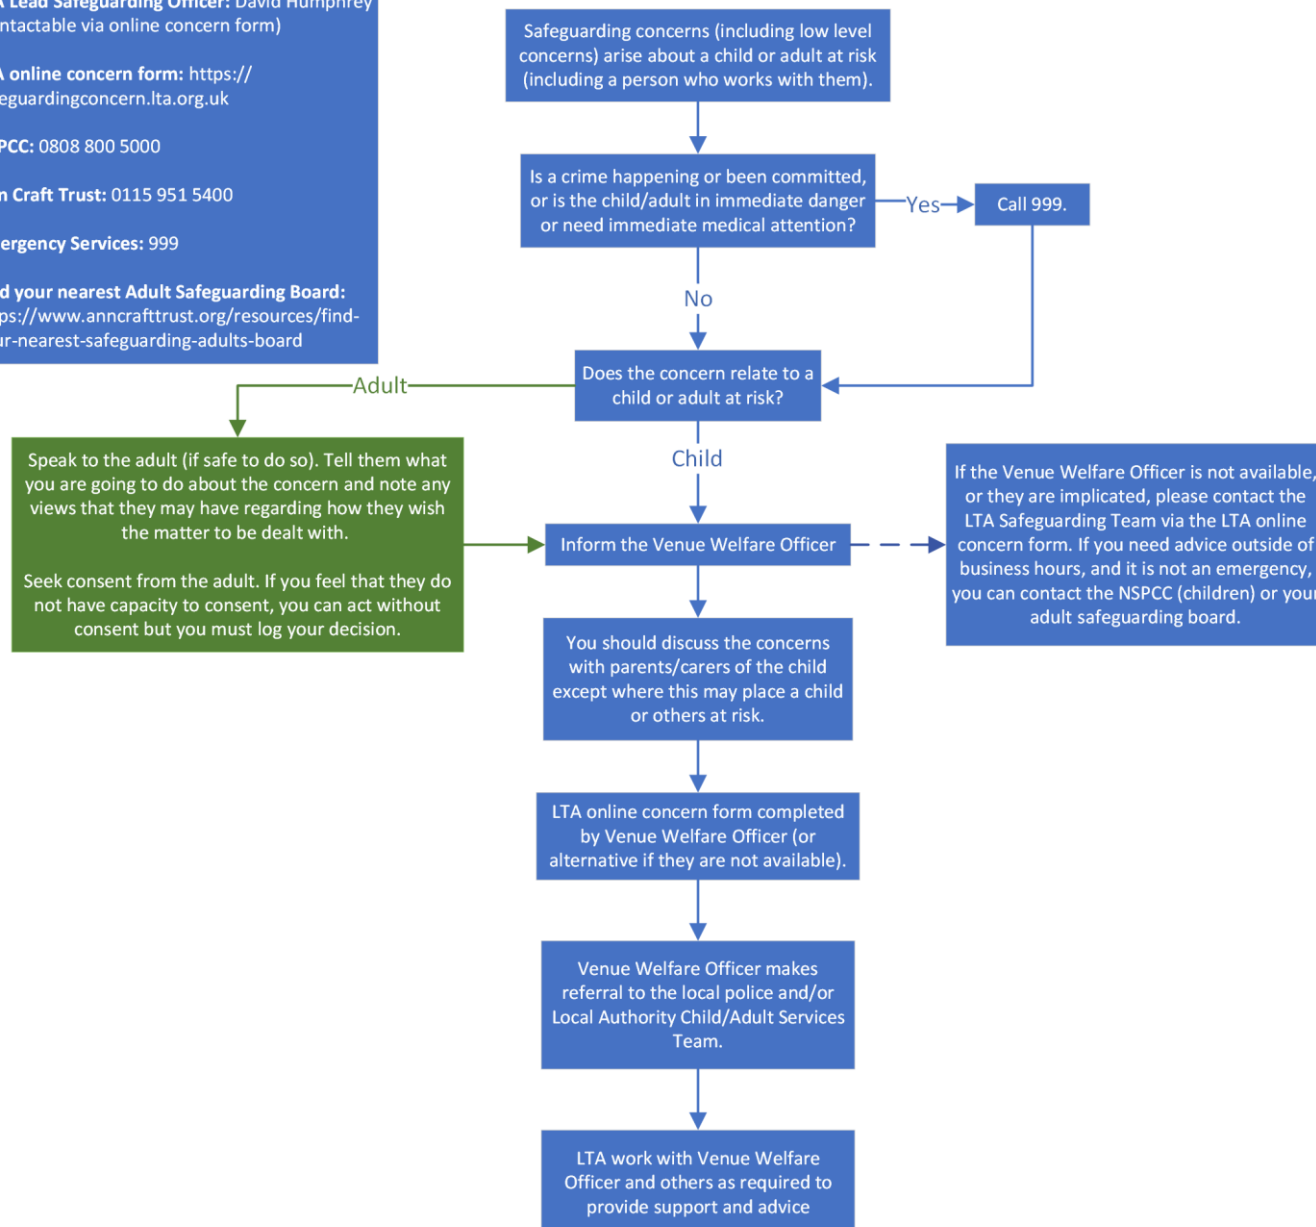 Lead Safeguarding Officer: David Humphrey
ntactable via online concern form)
online concern form: https://
eguardingconcern.lta.org.uk
PCC: 0808 800 5000
n Craft Trust: 0115 951 5400
ergency Services: 999
d your nearest Adult Safeguarding Board:
ps://www.anncrafttrust.org/resources/find-
ur-nearest-safeguarding-adults-board
Safeguarding concerns (including low level
concerns) arise about a child or adult at risk
(including a person who works with them).
Is a crime happening or been committed,
or is the child/adult in immediate danger
or need immediate medical attention?
Yes
Call 999.
No
Does the concern relate to a
child or adult at risk?
Adult
Child
Speak to the adult (if safe to do so). Tell them what
you are going to do about the concern and note any
views that they may have regarding how they wish
the matter to be dealt with.
Seek consent from the adult. If you feel that they do
not have capacity to consent, you can act without
consent but you must log your decision.
Inform the Venue Welfare Officer
If the Venue Welfare Officer is not available,
or they are implicated, please contact the
LTA Safeguarding Team via the LTA online
concern form. If you need advice outside of
business hours, and it is not an emergency,
you can contact the NSPCC (children) or your
adult safeguarding board.
You should discuss the concerns
with parents/carers of the child
except where this may place a child
or others at risk.
LTA online concern form completed
by Venue Welfare Officer (or
alternative if they are not available).
Venue Welfare Officer makes
referral to the local police and/or
Local Authority Child/Adult Services
Team.
LTA work with Venue Welfare
Officer and others as required to
provide support and advice